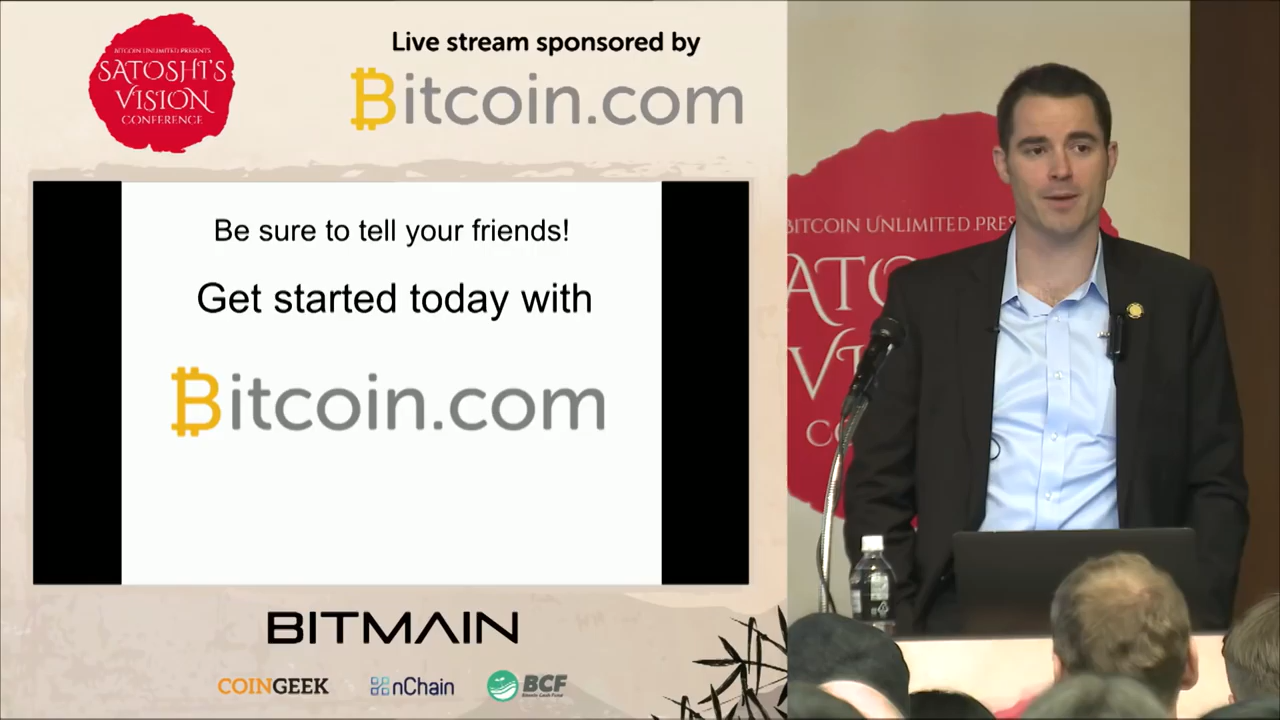 BITCOIN UNLIMITED PRESENTS
SATOSHI'S
VISION
CONFERENCE
Live stream sponsored by
Bitcoin.com
Be sure to tell your friends!
Get started today with
Bitcoin.com
BITMAIN
COINGEEK
nChain
BCF
BITCOIN UNLIMITED PRES
ATO
VI
CO